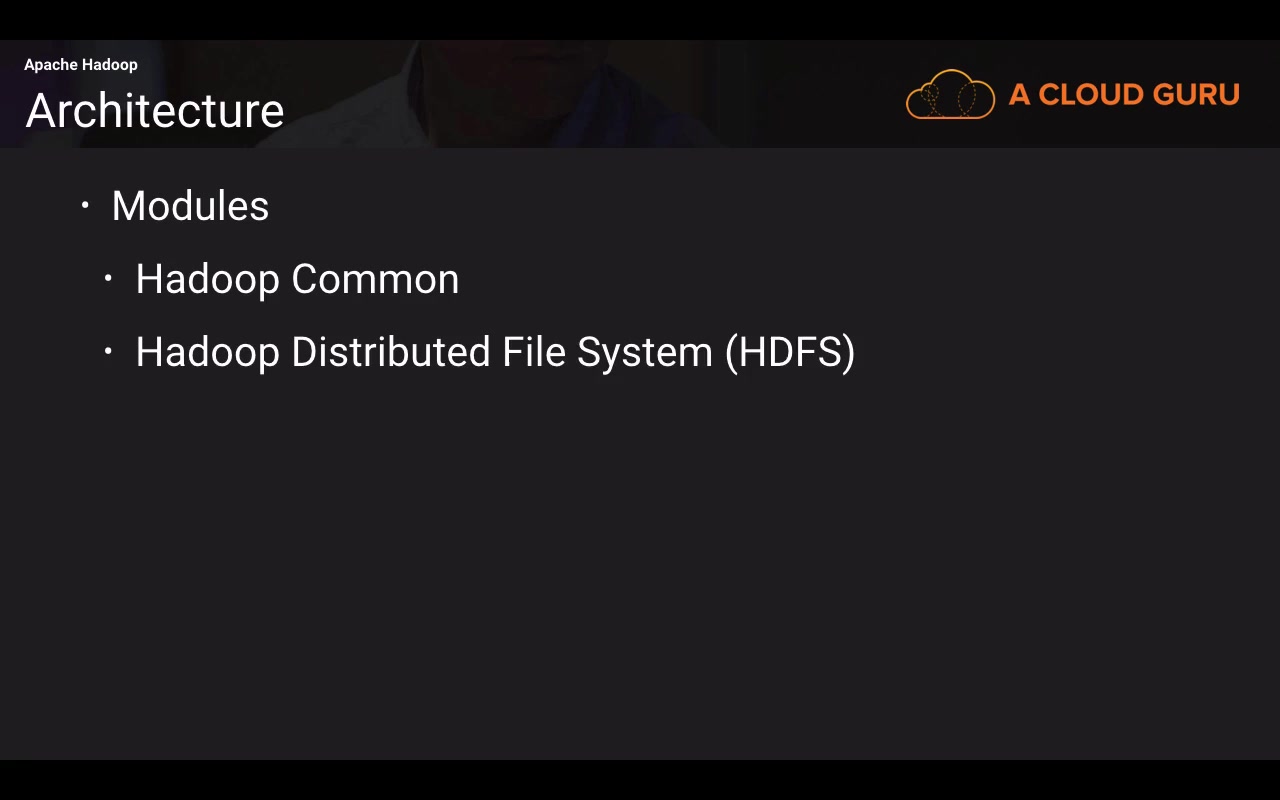 Apache Hadoop
Architecture
A CLOUD GURU
• Modules
• Hadoop Common
• Hadoop Distributed File System (HDFS)